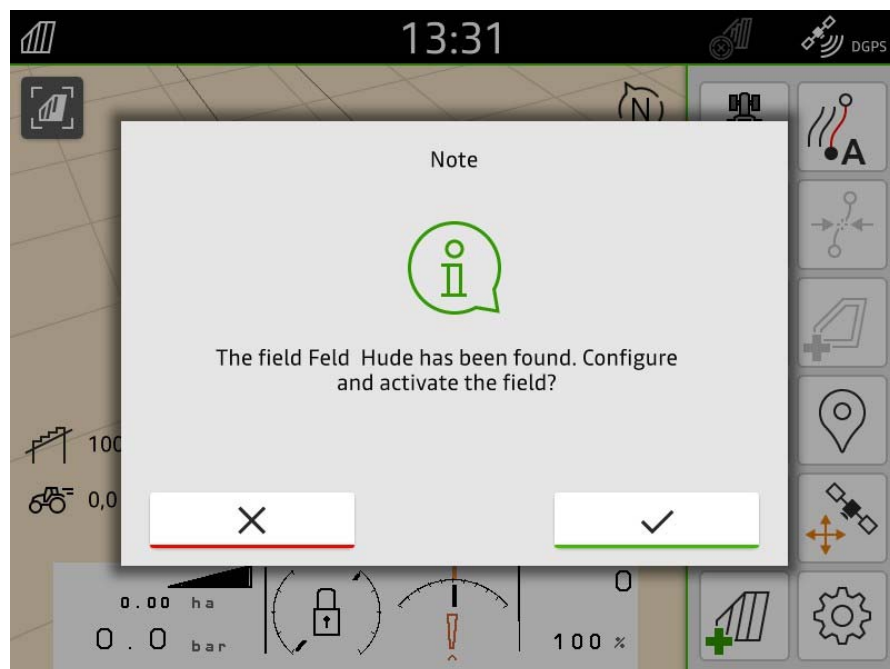 13:31
DGPS
N
Note
A
The field Feld Hude has been found. Configure
and activate the field?
100
0,0
0.00 ha
0.0 bar
0
100 %